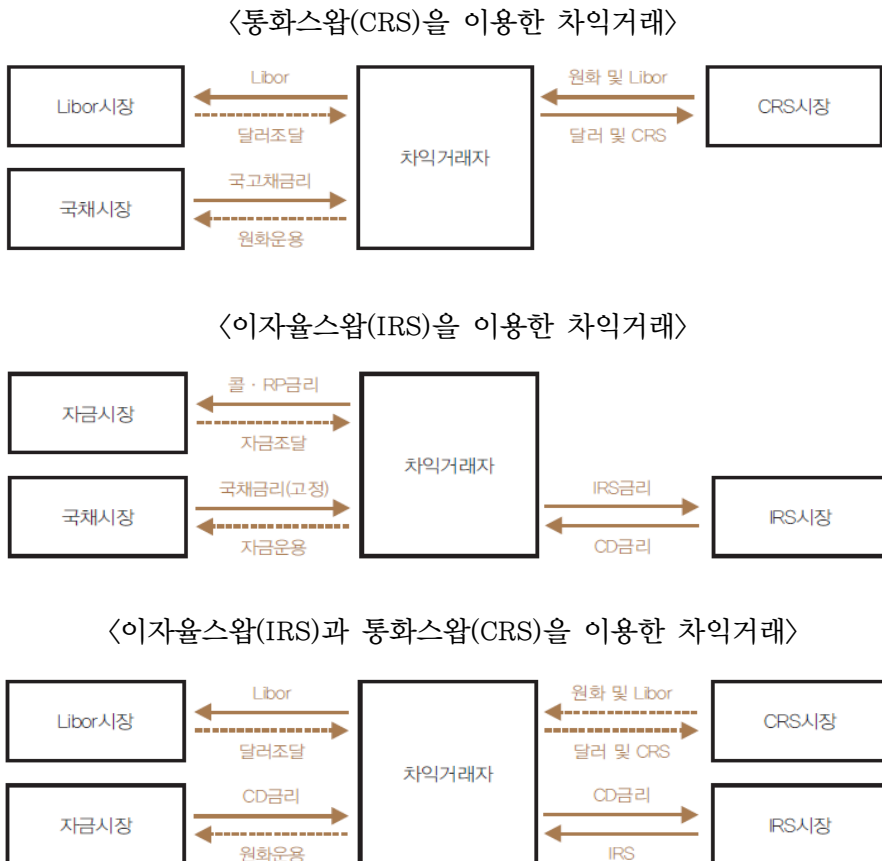 〈통화스왑(CRS)을 이용한 차익거래〉
Libor
원화 및 Libor
Libor시장
CRS시장
달러조달
달러 및 CRS
차익거래자
국고채금리
국채시장
원화운용
〈이자율스왑(IRS)을 이용한 차익거래〉
콜 · RP금리
자금시장
자금조달
차익거래자
국채금리(고정)
IRS금리
국채시장
IRS시장
자금운용
CD금리
〈이자율스왑(IRS)과 통화스왑(CRS)을 이용한 차익거래〉
Libor
원화 및 Libor
Libor시장
CRS시장
달러조달
달러 및 CRS
차익거래자
CD금리
CD금리
자금시장
IRS시장
원화운용
IRS